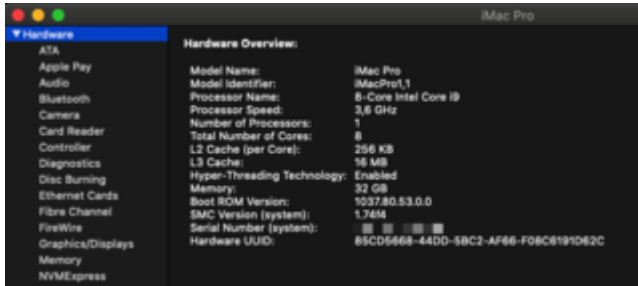 iMac Pro
Hardware
ATA
Apple Pay
Audio
Bluetooth
Camera
Card Reader
Controller
Diagnostics
Disc Burning
Ethernet Cards
Fibre Channel
FireWire
Graphics/Displays
Memory
NVMExpress
Hardware Overview:
Model Name: iMac Pro
Model Identifier: iMacPro1,1
Processor Name: 8-Core Intel Core i9
Processor Speed: 3,6 GHz
Number of Processors: 1
Total Number of Cores: 8
L2 Cache (per Core): 256 KB
L3 Cache: 16 MB
Hyper-Threading Technology: Enabled
Memory: 32 GB
Boot ROM Version: 1037.80.53.0.0
SMC Version (system): 1.74f4
Serial Number (system):
Hardware UUID: 85CD5668-44DD-5BC2-AF66-F08C6191D62C